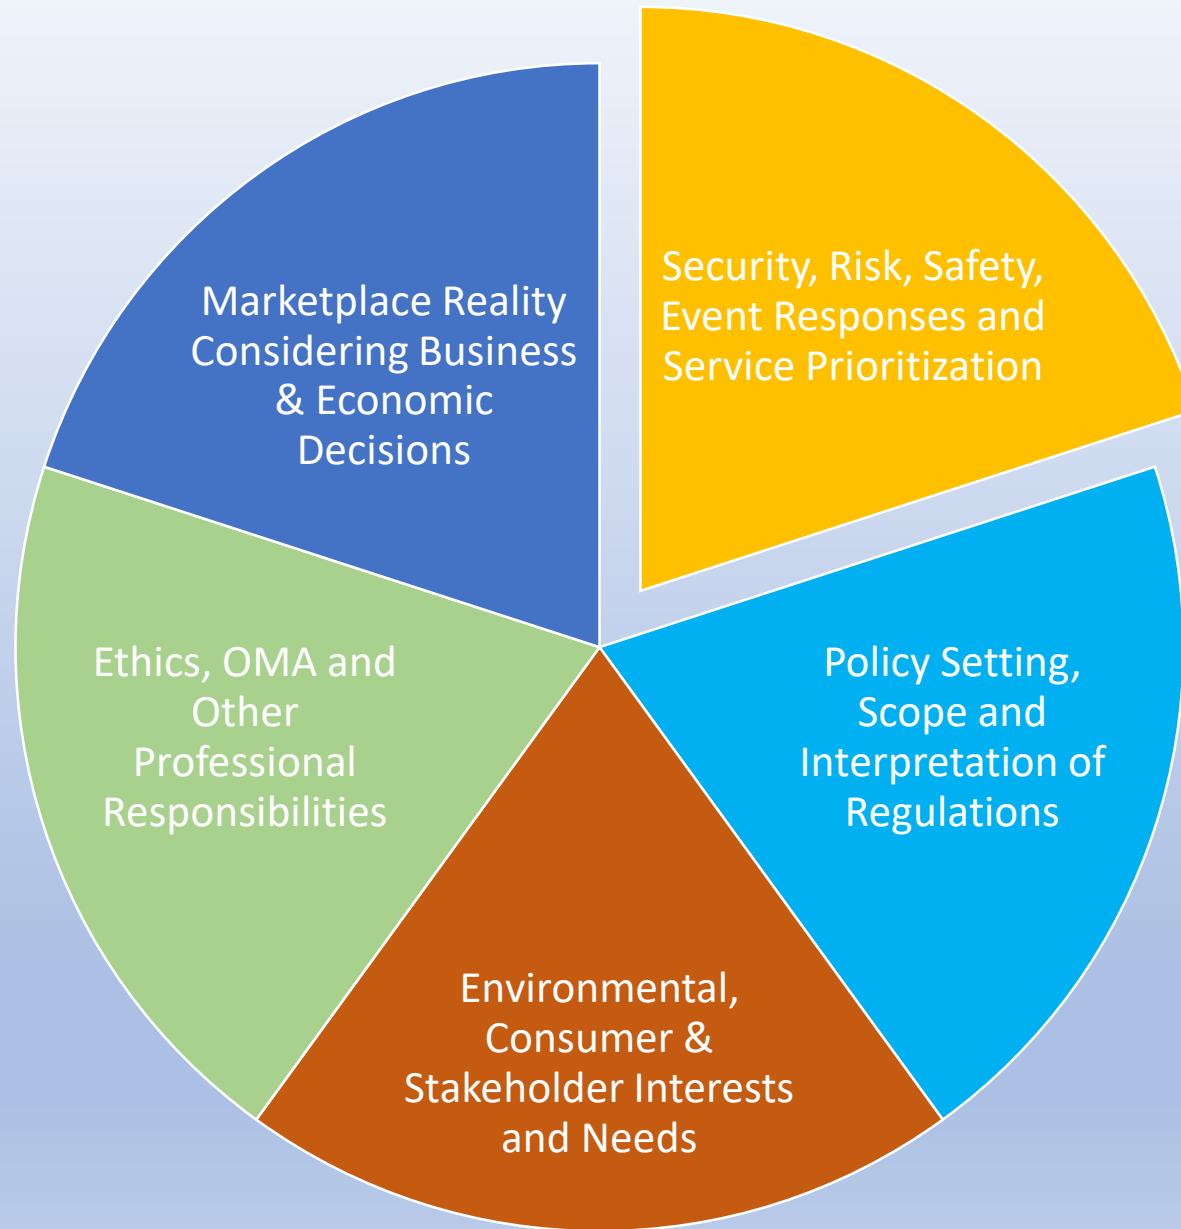 Security, Risk, Safety,
Event Responses and
Service Prioritization
Marketplace Reality
Considering Business
& Economic
Decisions
Ethics, OMA and
Other
Professional
Responsibilities
Policy Setting,
Scope and
Interpretation of
Regulations
Environmental,
Consumer &
Stakeholder Interests
and Needs